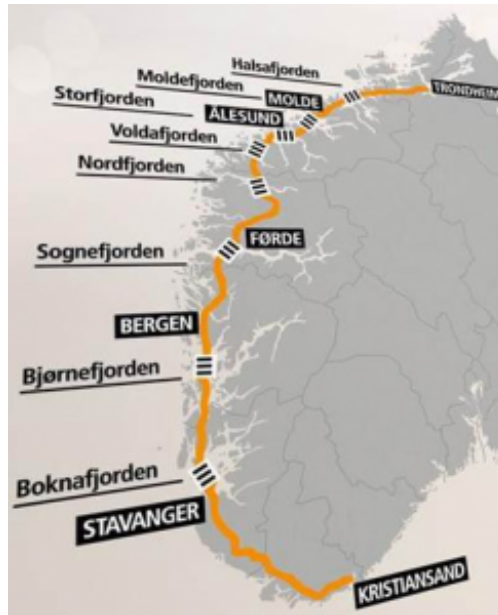 Halsafjorden
Moldefjorden
MOLDE
TRONDHEIM
Storfjorden
ÅLESUND
Voldafjorden
Nordfjorden
Sognefjorden
FØRDE
BERGEN
Bjørnefjorden
Boknafjorden
STAVANGER
KRISTIANSAND